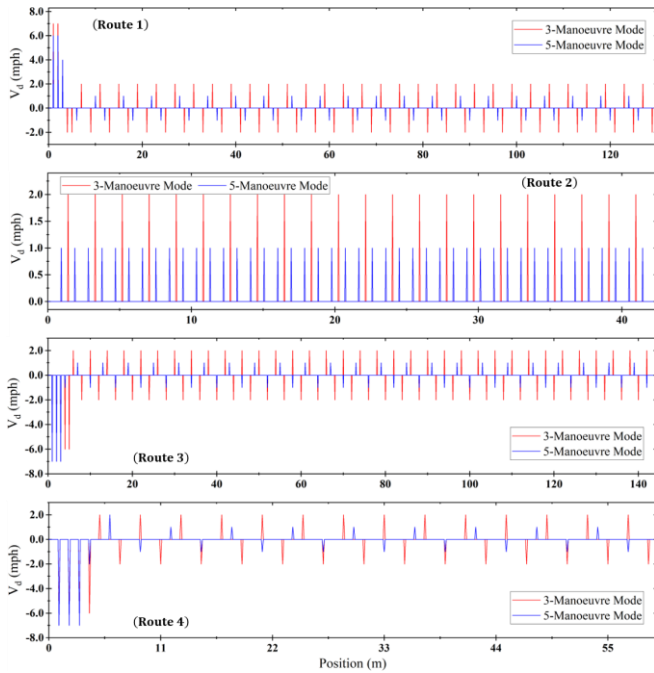 8.0
(Route 1)
3-Manoeuvre Mode
6.0
5-Manoeuvre Mode
4.0
V_d (mph)
2.0
0.0
-2.0
0 20 40 60 80 100 120
2.0
3-Manoeuvre Mode 5-Manoeuvre Mode (Route 2)
1.5
V_d (mph)
1.0
0.5
0.0
0 10 20 30 40
2.0
0.0
V_d (mph)
-2.0
-4.0
3-Manoeuvre Mode
-6.0
5-Manoeuvre Mode
(Route 3)
-8.0
0 20 40 60 80 100 120 140
2.0
0.0
V_d (mph)
-2.0
-4.0
3-Manoeuvre Mode
-6.0
5-Manoeuvre Mode
(Route 4)
-8.0
0 11 22 33 44 55
Position (m)